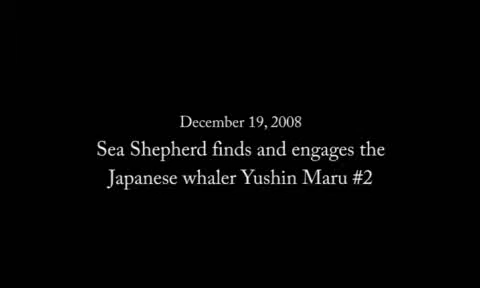 December 19, 2008
Sea Shepherd finds and engages the
Japanese whaler Yushin Maru #2